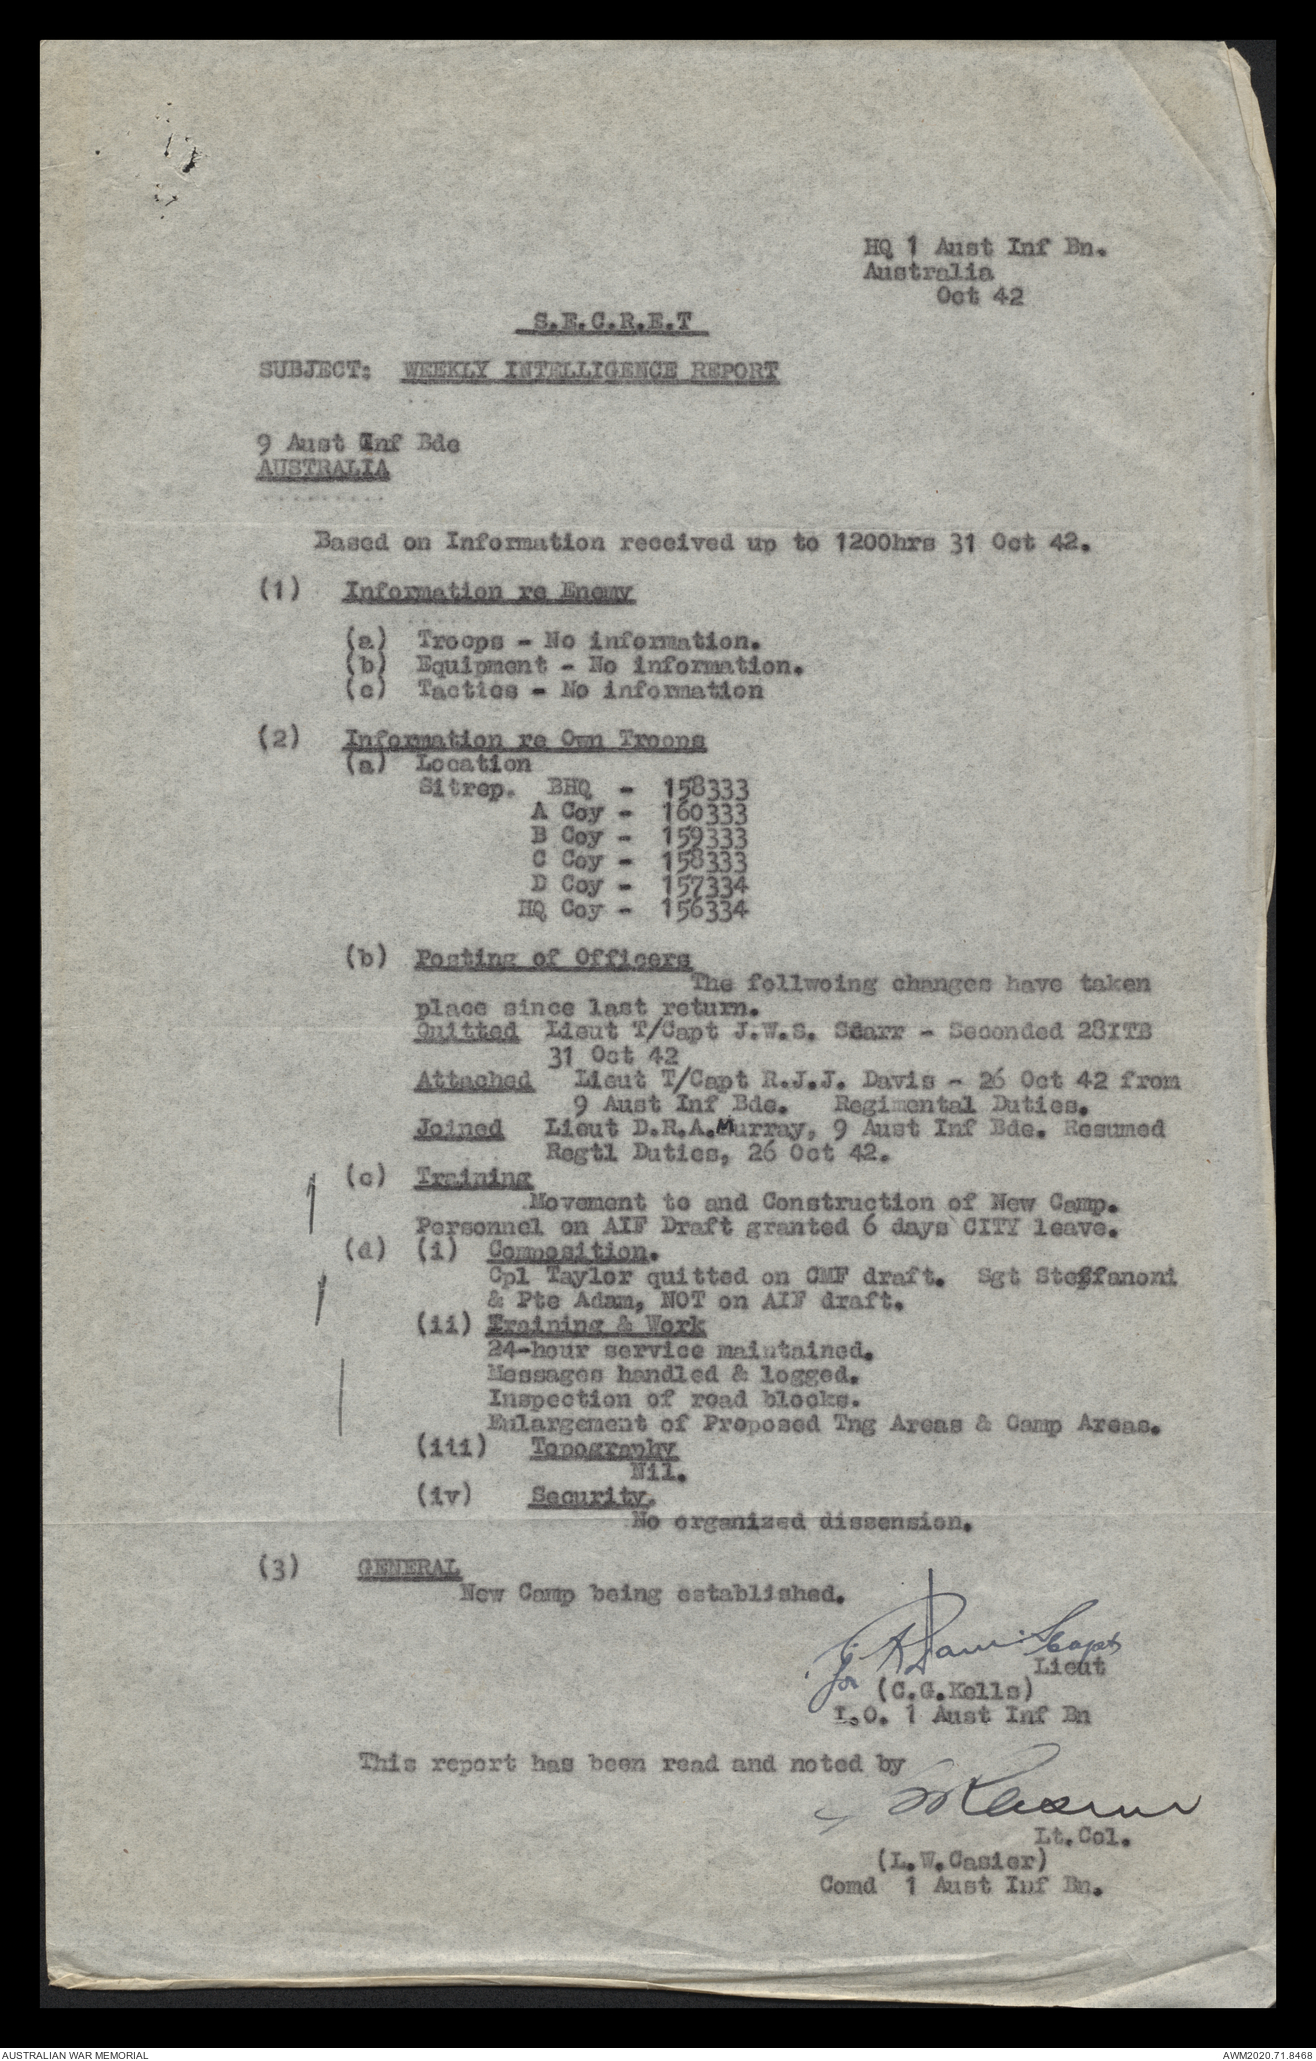 HQ 1 Aust Inf Bn.
Australia
Oct 42
S.E.C.R.E.T
SUBJECT: WEEKLY INTELLIGENCE REPORT
9 Aust Inf Bde
AUSTRALIA
Based on Information received up to 1200hrs 31 Oct 42.
(1) Information re Enemy
(a) Troops - No information.
(b) Equipment - No information.
(c) Tactics - No information
(2) Information re Own Troops
(a) Location
Sitrep. BHQ - 158333
A Coy - 160333
B Coy - 159333
C Coy - 158333
D Coy - 157334
HQ Coy - 156334
(b) Posting of Officers
The follwoing changes have taken
place since last return.
Quitted Lieut T/Capt J.W.S. Scarr - Seconded 28ITB
31 Oct 42
Attached Lieut T/Capt R.J.J. Davis - 26 Oct 42 from
9 Aust Inf Bde. Regimental Duties.
Joined Lieut D.R.A.Murray, 9 Aust Inf Bde. Resumed
Regtl Duties, 26 Oct 42.
(c) Training
Movement to and Construction of New Camp.
Personnel on AIF Draft granted 6 days CITY leave.
(d) (i) Composition.
Cpl Taylor quitted on CMF draft. Sgt Steffanoni
& Pte Adam, NOT on AIF draft.
(ii) Training & Work
24-hour service maintained.
Messages handled & logged.
Inspection of road blocks.
Enlargement of Proposed Tng Areas & Camp Areas.
(iii) Topography
Nil.
(iv) Security.
No organized dissension.
(3) GENERAL
New Camp being established.
for Capt
Lieut
(C.G.Kells)
I.O. 1 Aust Inf Bn
This report has been read and noted by
Lt.Col.
(L.W.Casier)
Comd 1 Aust Inf Bn.
AUSTRALIAN WAR MEMORIAL
AWM2020.71.8468